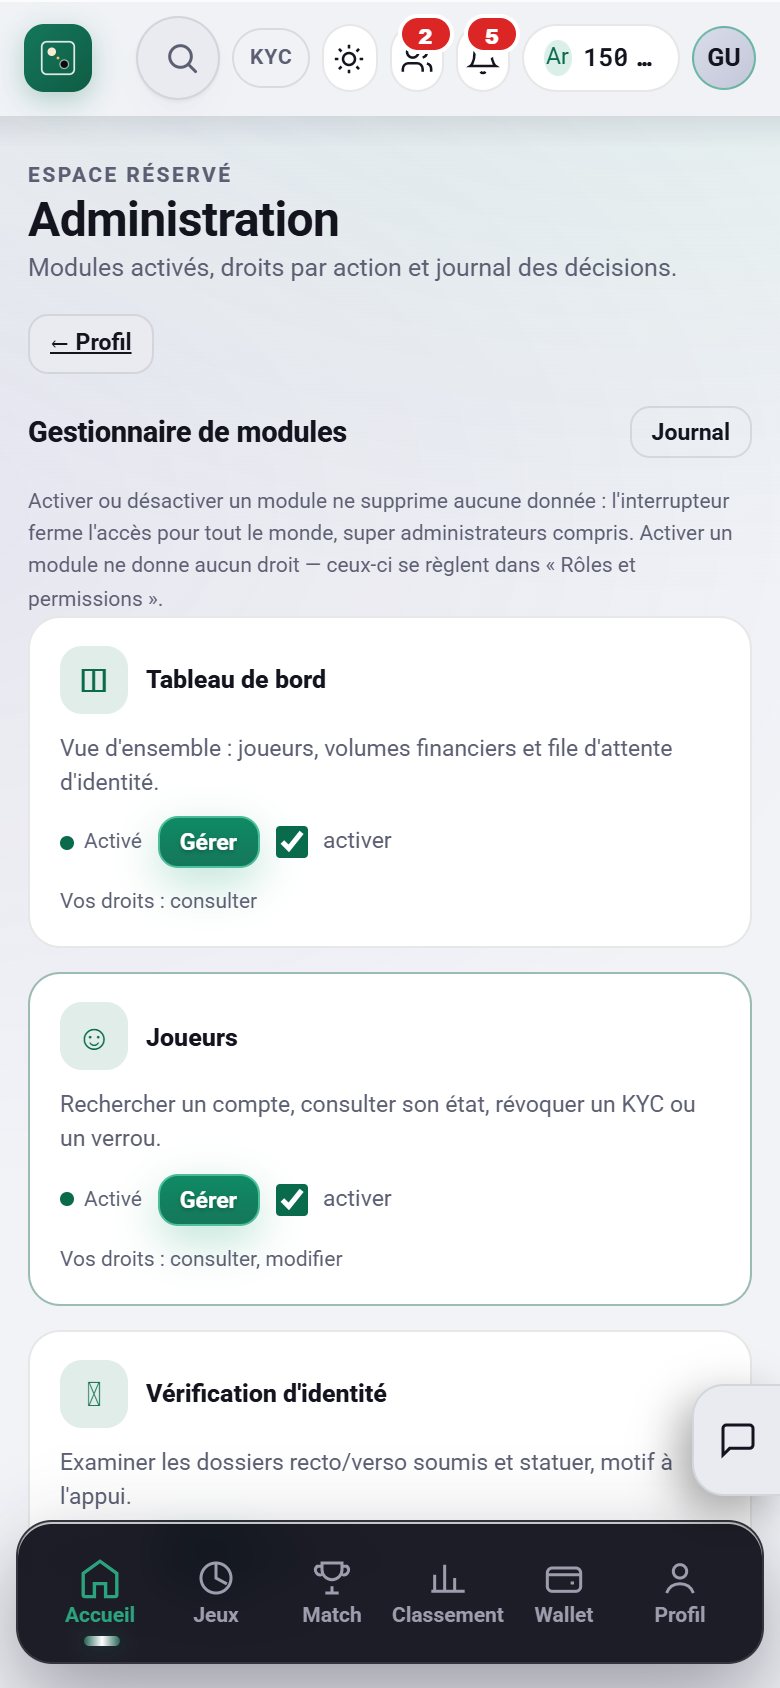 KYC
2
5
Ar 150 …
GU
ESPACE RÉSERVÉ
Administration
Modules activés, droits par action et journal des décisions.
← Profil
Gestionnaire de modules
Journal
Activer ou désactiver un module ne supprime aucune donnée : l'interrupteur
ferme l'accès pour tout le monde, super administrateurs compris. Activer un
module ne donne aucun droit — ceux-ci se règlent dans « Rôles et
permissions ».
Tableau de bord
Vue d'ensemble : joueurs, volumes financiers et file d'attente
d'identité.
Activé
Gérer
activer
Vos droits : consulter
Joueurs
Rechercher un compte, consulter son état, révoquer un KYC ou
un verrou.
Activé
Gérer
activer
Vos droits : consulter, modifier
Vérification d'identité
Examiner les dossiers recto/verso soumis et statuer, motif à
l'appui.
Accueil
Jeux
Match
Classement
Wallet
Profil